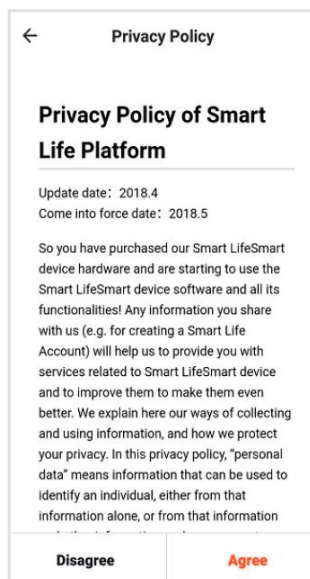 Privacy Policy
Privacy Policy of Smart
Life Platform
Update date：2018.4
Come into force date：2018.5
So you have purchased our Smart LifeSmart
device hardware and are starting to use the
Smart LifeSmart device software and all its
functionalities! Any information you share
with us (e.g. for creating a Smart Life
Account) will help us to provide you with
services related to Smart LifeSmart device
and to improve them to make them even
better. We explain here our ways of collecting
and using information, and how we protect
your privacy. In this privacy policy, "personal
data" means information that can be used to
identify an individual, either from that
information alone, or from that information
Disagree
Agree